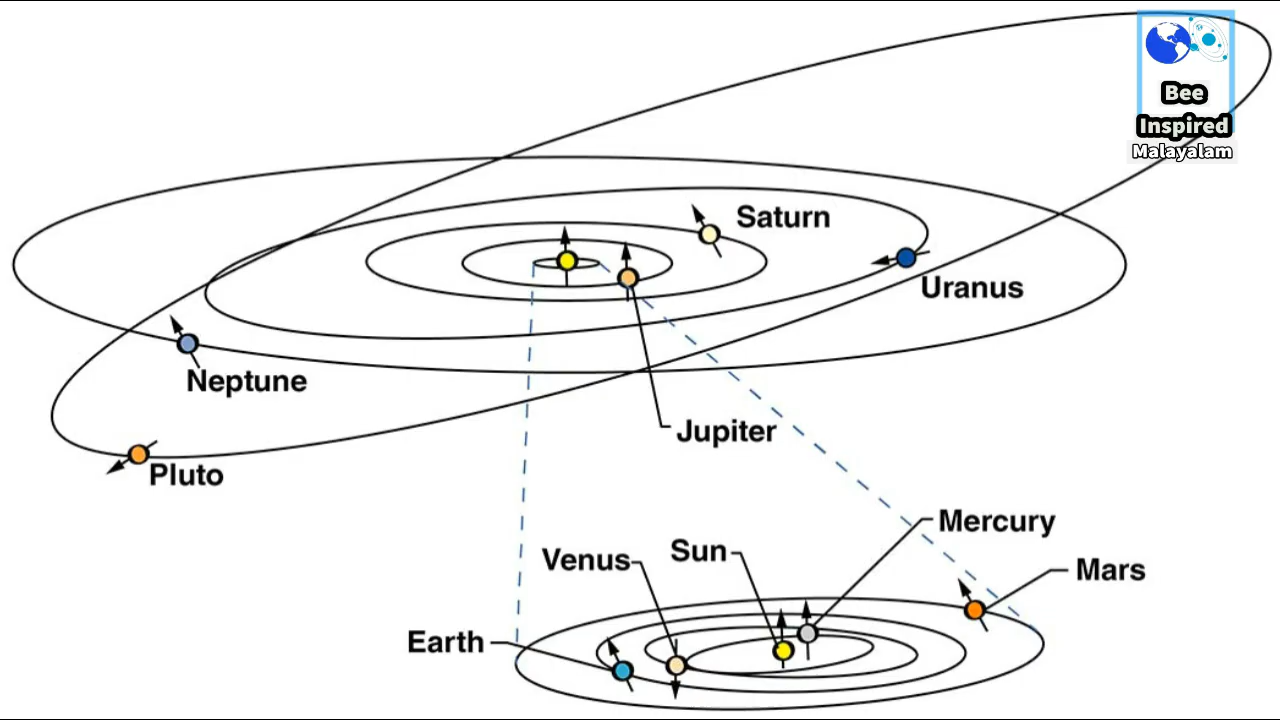 Bee
Inspired
Malayalam
Saturn
Uranus
Neptune
Jupiter
Pluto
Mercury
Sun
Venus
Mars
Earth